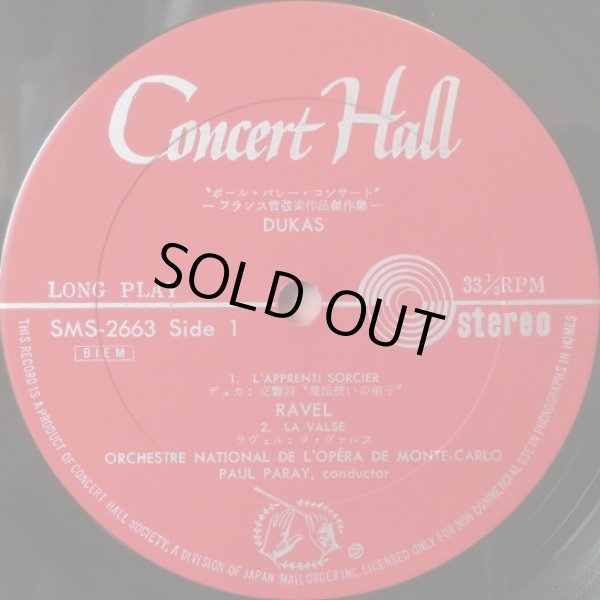 Concert Hall
"ポール・パレー・コンサート"
—フランス管弦楽作品傑作集—
DUKAS
LONG PLAY
33⅓RPM
SMS-2663 Side 1
stereo
BIEM
SOLD OUT
1. L'APPRENTI SORCIER
デュカ:交響詩"魔法使いの弟子"
RAVEL
2. LA VALSE
ラヴェル:ラ・ヴァルス
ORCHESTRE NATIONAL DE L'OPÉRA DE MONTE-CARLO
PAUL PARAY, conductor
THIS RECORD IS A PRODUCT OF CONCERT HALL SOCIETY, A DIVISION OF JAPAN MAILORDER INC. LICENSED ONLY FOR NON COMMERCIAL USE IN PHONOGRAPHS IN HOMES